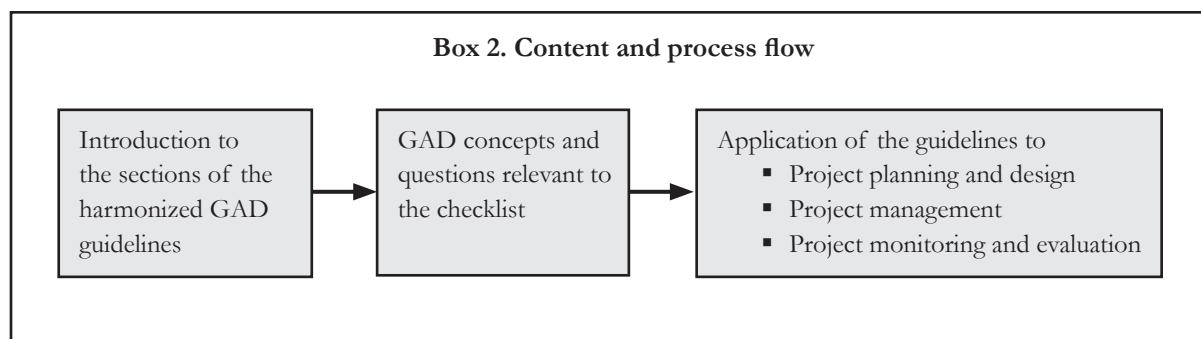 Box 2. Content and process flow
Introduction to
the sections of the
harmonized GAD
guidelines
GAD concepts and
questions relevant to
the checklist
Application of the guidelines to
▪ Project planning and design
▪ Project management
▪ Project monitoring and evaluation